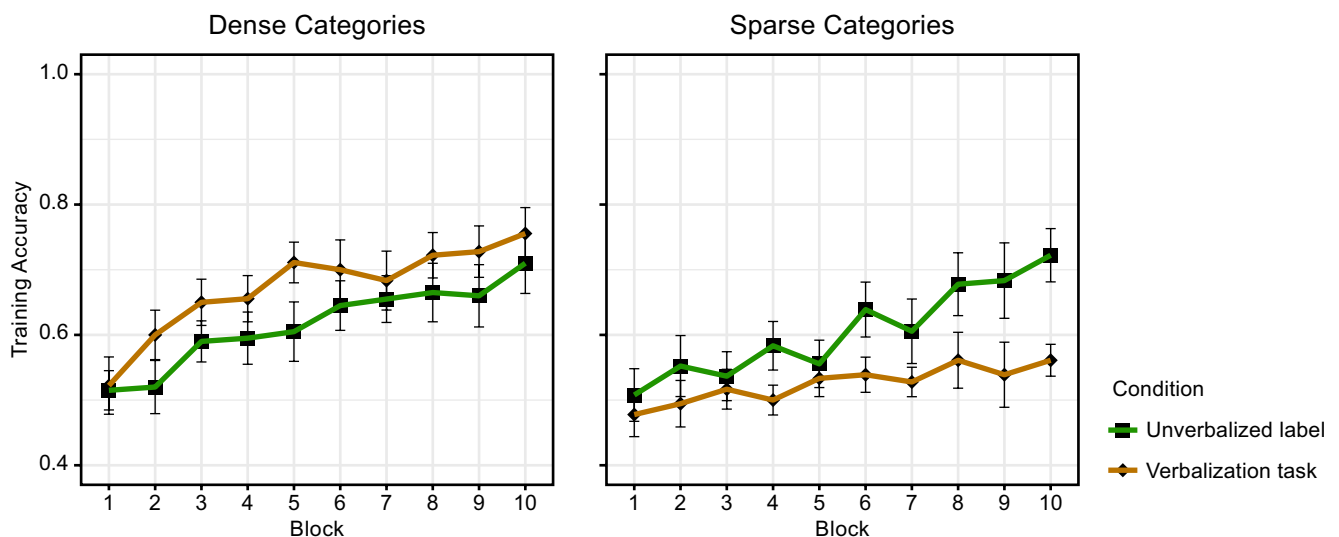 Dense Categories
Sparse Categories
Training Accuracy
1.0
0.8
0.6
0.4
1 2 3 4 5 6 7 8 9 10
Block
1 2 3 4 5 6 7 8 9 10
Block
Condition
Unverbalized label
Verbalization task